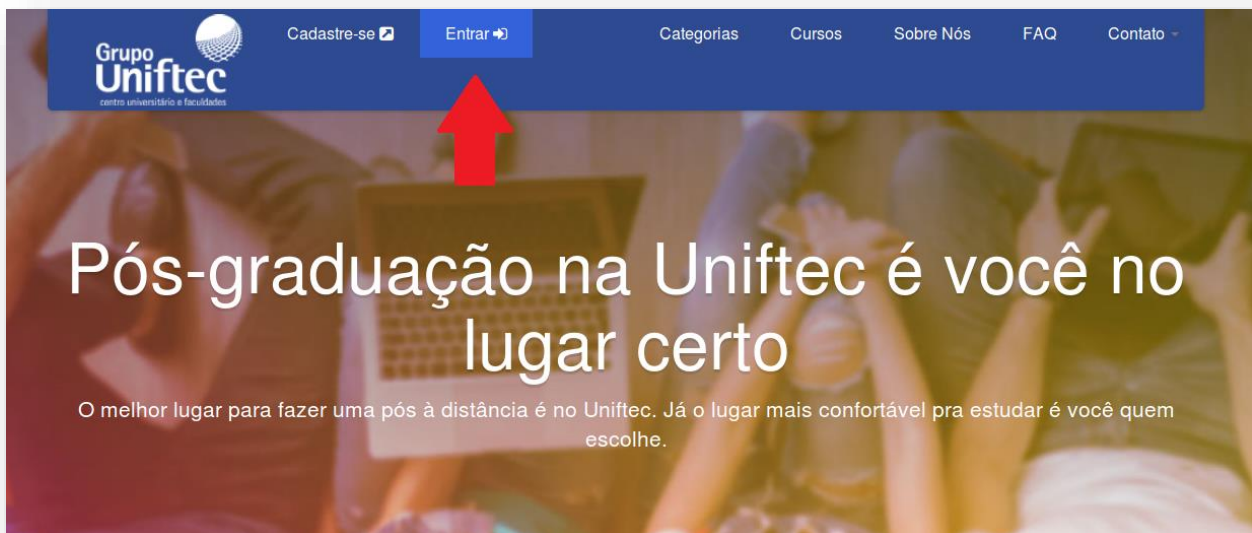 Grupo
Uniftec
centro universitário e faculdades
Cadastre-se
Entrar
Categorias
Cursos
Sobre Nós
FAQ
Contato
Pós-graduação na Uniftec é você no
lugar certo
O melhor lugar para fazer uma pós à distância é no Uniftec. Já o lugar mais confortável pra estudar é você quem
escolhe.